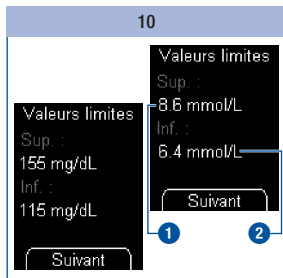 10
Valeurs limites
Sup. :
155 mg/dL
Inf. :
115 mg/dL
Suivant
Valeurs limites
Sup. :
8.6 mmol/L
Inf. :
6.4 mmol/L
Suivant
1
2